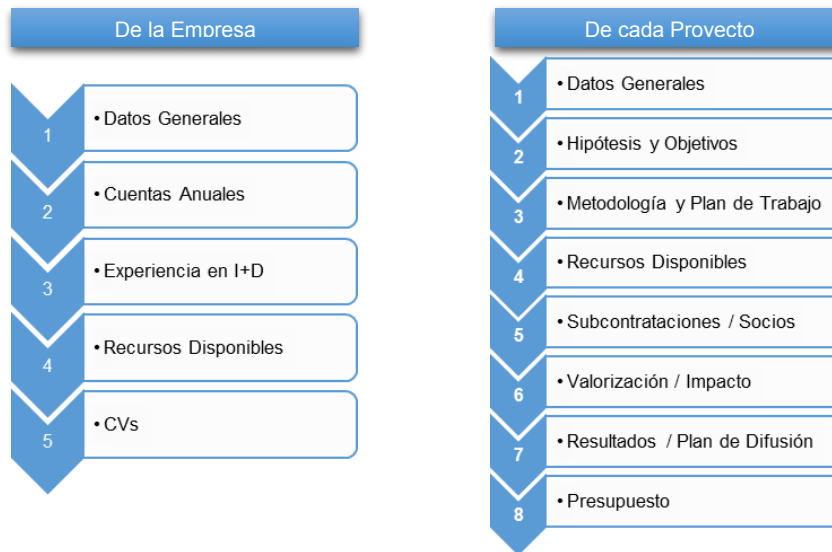 De la Empresa
1
• Datos Generales
2
• Cuentas Anuales
3
• Experiencia en I+D
4
• Recursos Disponibles
5
• CVs
De cada Proyecto
1
• Datos Generales
2
• Hipótesis y Objetivos
3
• Metodología y Plan de Trabajo
4
• Recursos Disponibles
5
• Subcontrataciones / Socios
6
• Valorización / Impacto
7
• Resultados / Plan de Difusión
8
• Presupuesto